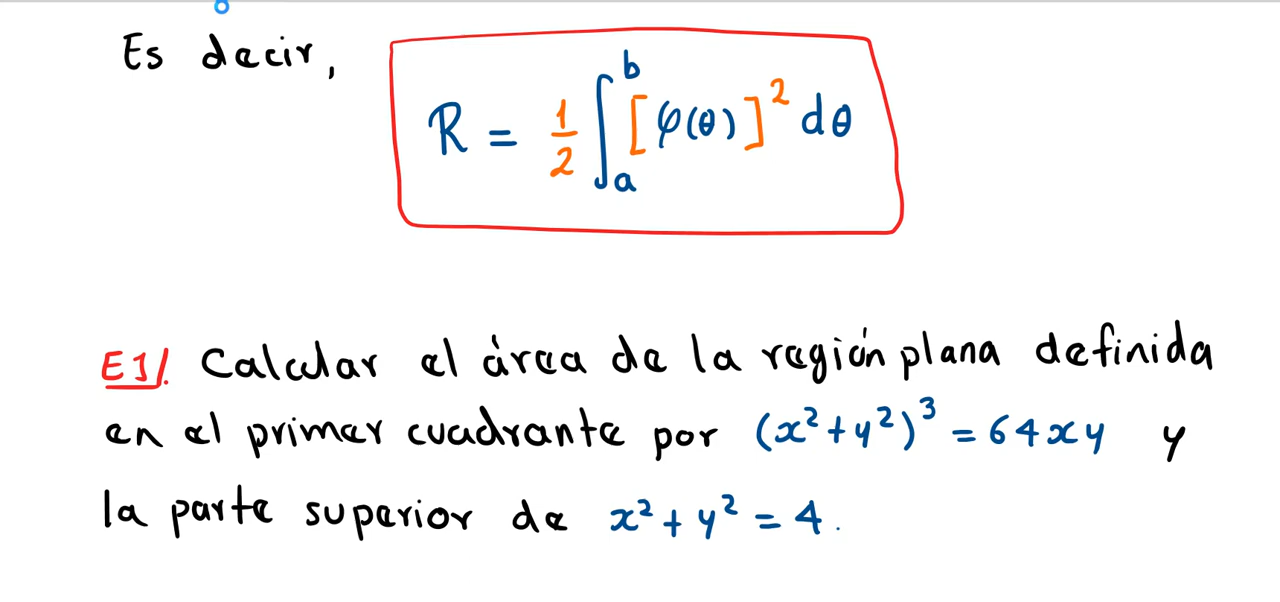 Es decir,
R = 1/2 ∫_a^b [φ(θ)]² dθ
E1/. Calcular el área de la región plana definida
en el primer cuadrante por (x²+y²)³ = 64xy y
la parte superior de x²+y² = 4.